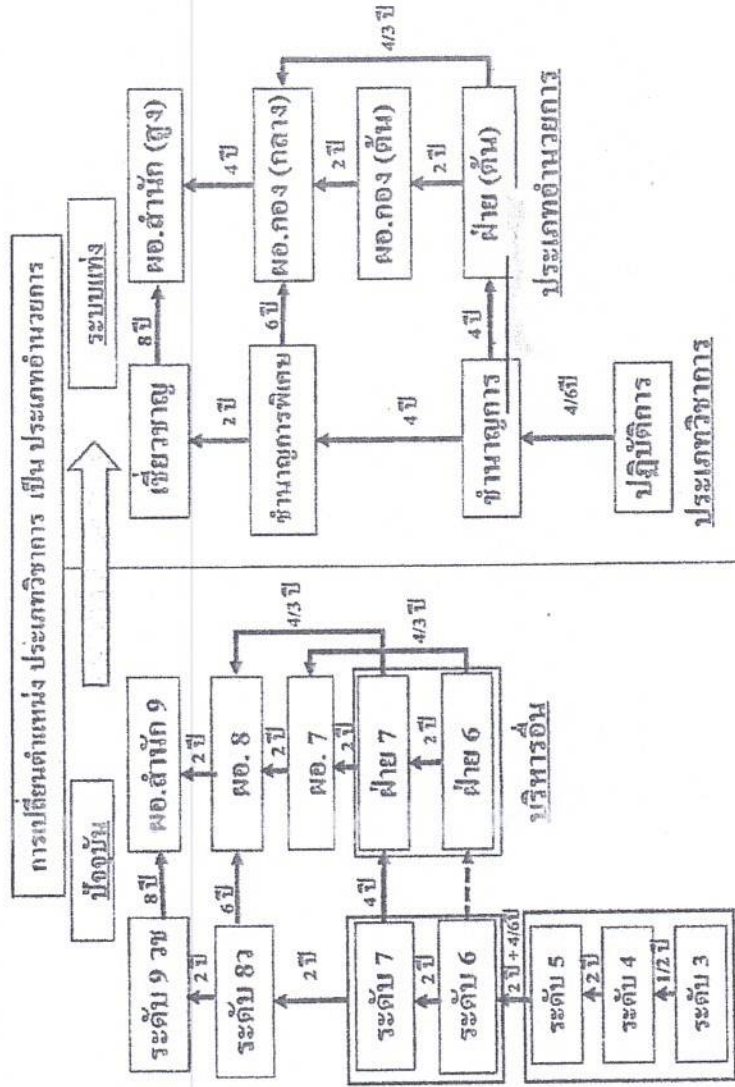 การเปลี่ยนตำแหน่ง ประเภทวิชาการ เป็น ประเภทอำนวยการ
ปัจจุบัน
ระดับ 9 วช
8 ปี
ผอ.สำนัก 9
2 ปี
2 ปี
ระดับ 8ว
6 ปี
ผอ. 8
4/3 ปี
2 ปี
2 ปี
ผอ. 7
4/3 ปี
2 ปี
ระดับ 7
4 ปี
ฝ่าย 7
2 ปี
2 ปี
ระดับ 6
ฝ่าย 6
2 ปี + 4/6ปี
บริหารอื่น
ระดับ 5
2 ปี
ระดับ 4
1/2 ปี
ระดับ 3
ระบบแท่ง
เชี่ยวชาญ
8 ปี
ผอ.สำนัก (สูง)
2 ปี
4 ปี
ชำนาญการพิเศษ
6 ปี
ผอ.กอง (กลาง)
4/3 ปี
4 ปี
2 ปี
ผอ.กอง (ต้น)
2 ปี
ชำนาญการ
4 ปี
ฝ่าย (ต้น)
4/6ปี
ประเภทอำนวยการ
ปฏิบัติการ
ประเภทวิชาการ